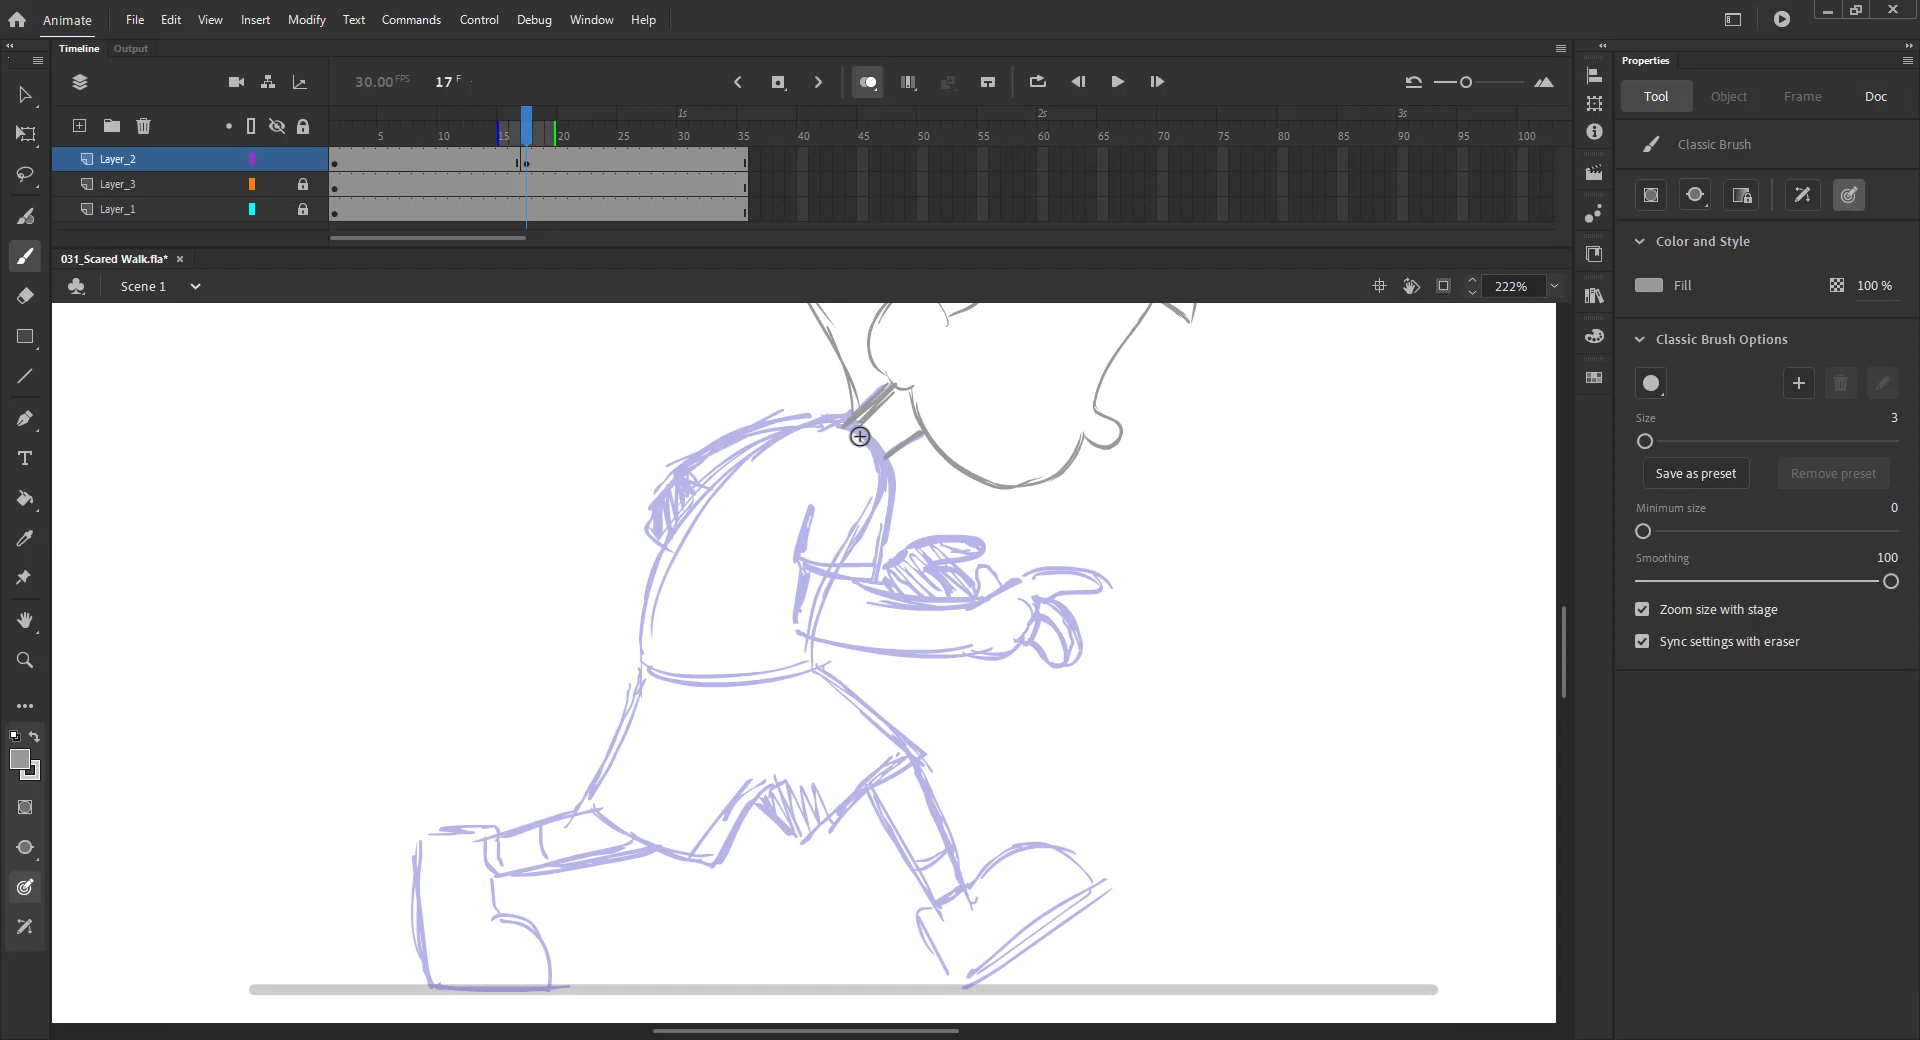 Animate File Edit View Insert Modify Text Commands Control Debug Window Help
Timeline Output
Properties
30.00 FPS 17 F
Tool Object Frame Doc
1s 2s 3s
5 10 15 20 25 30 35 40 45 50 55 60 65 70 75 80 85 90 95 100
Classic Brush
Layer_2
Layer_3
Layer_1
Color and Style
031_Scared Walk.fla*
Scene 1
222%
Fill 100 %
Classic Brush Options
Size 3
Save as preset Remove preset
Minimum size 0
Smoothing 100
Zoom size with stage
Sync settings with eraser